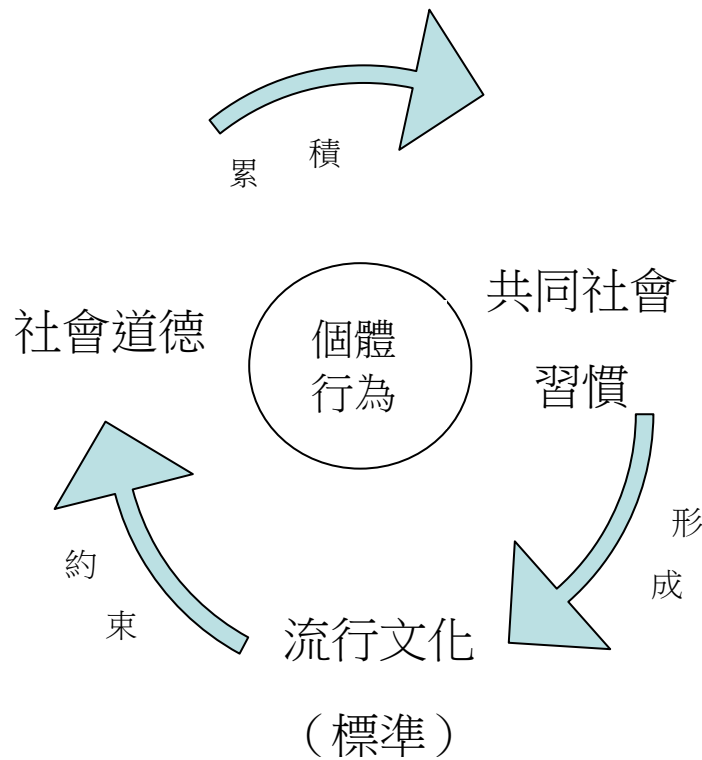 累積
共同社會
習慣
社會道德
個體
行為
形成
約束
流行文化
（標準）